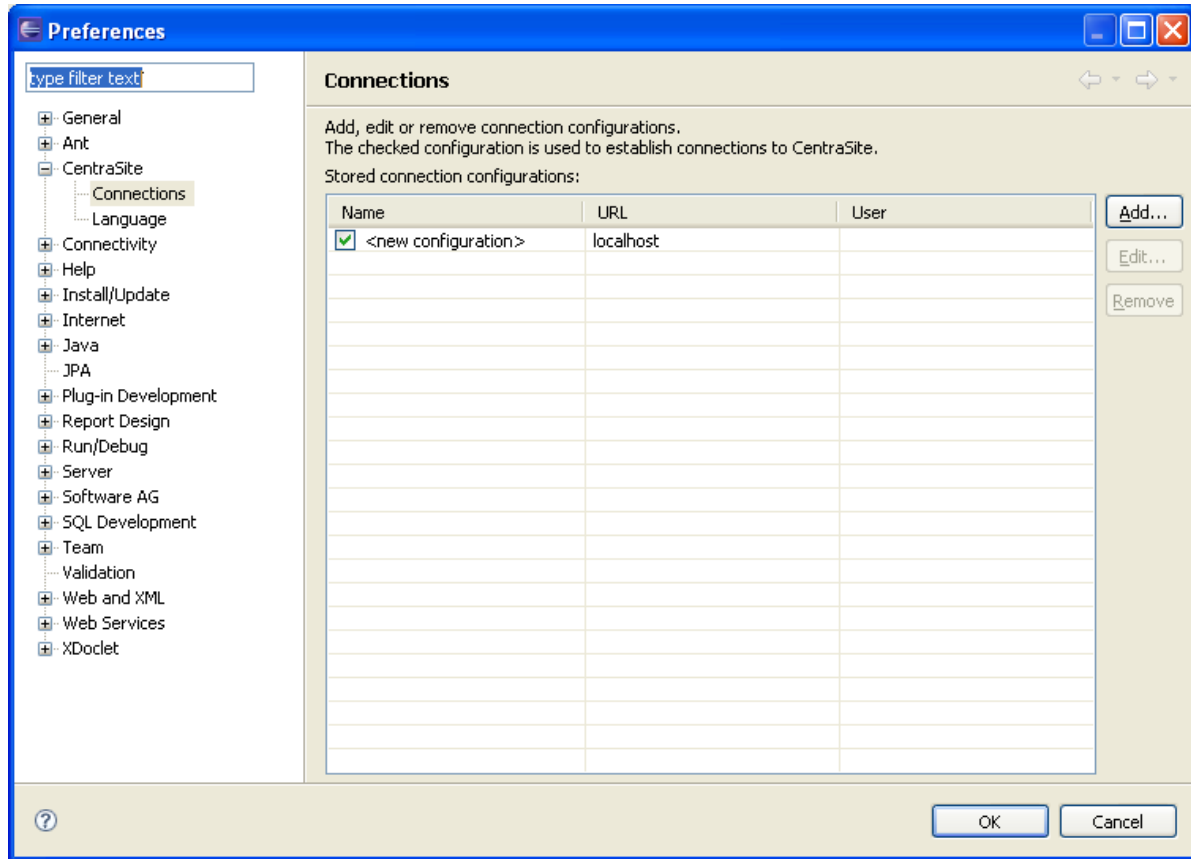 Preferences
type filter text
General
Ant
CentraSite
Connections
Language
Connectivity
Help
Install/Update
Internet
Java
JPA
Plug-in Development
Report Design
Run/Debug
Server
Software AG
SQL Development
Team
Validation
Web and XML
Web Services
XDoclet
Connections
Add, edit or remove connection configurations.
The checked configuration is used to establish connections to CentraSite.
Stored connection configurations:
Name URL User
<new configuration> localhost
Add...
Edit...
Remove
OK Cancel